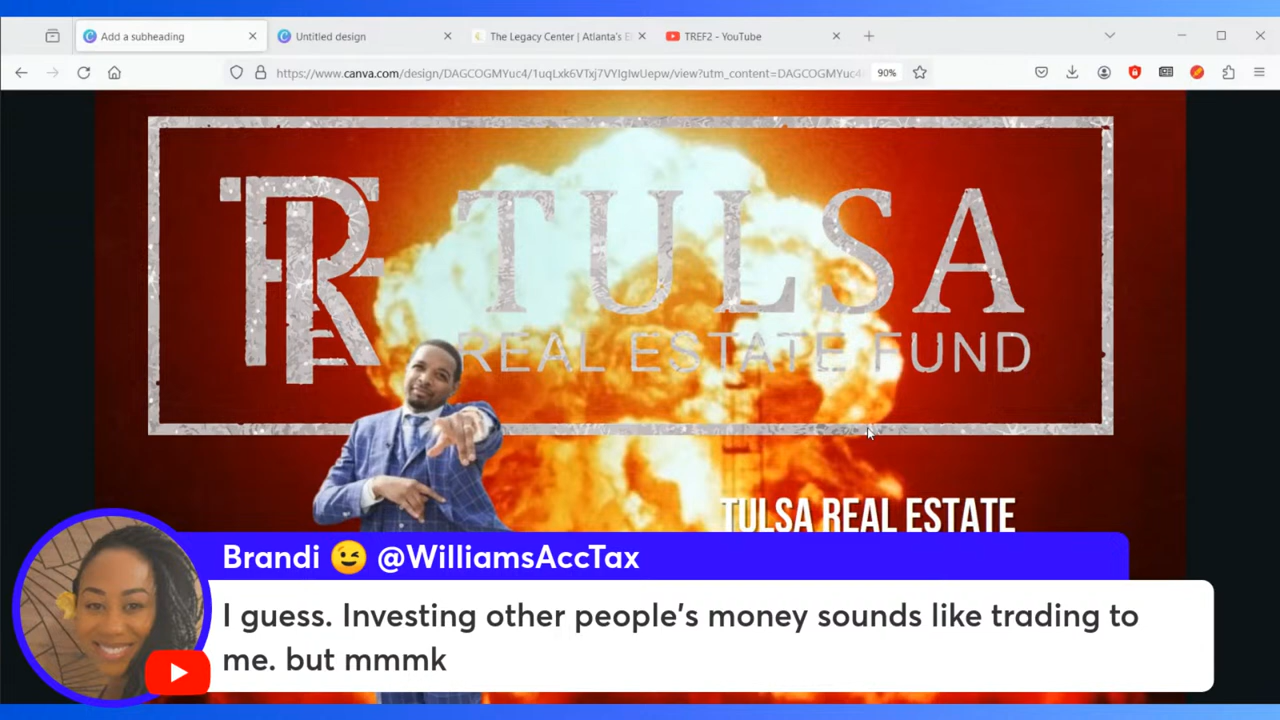 Add a subheading
Untitled design
The Legacy Center | Atlanta's E
TREF2 - YouTube
https://www.canva.com/design/DAGCOGMYuc4/1uqLxk6VTxj7VYIgIwUepw/view?utm_content=DAGCOGMYuc4
90%
TULSA
REAL ESTATE FUND
TULSA REAL ESTATE
Brandi 😉 @WilliamsAccTax
I guess. Investing other people's money sounds like trading to
me. but mmmk